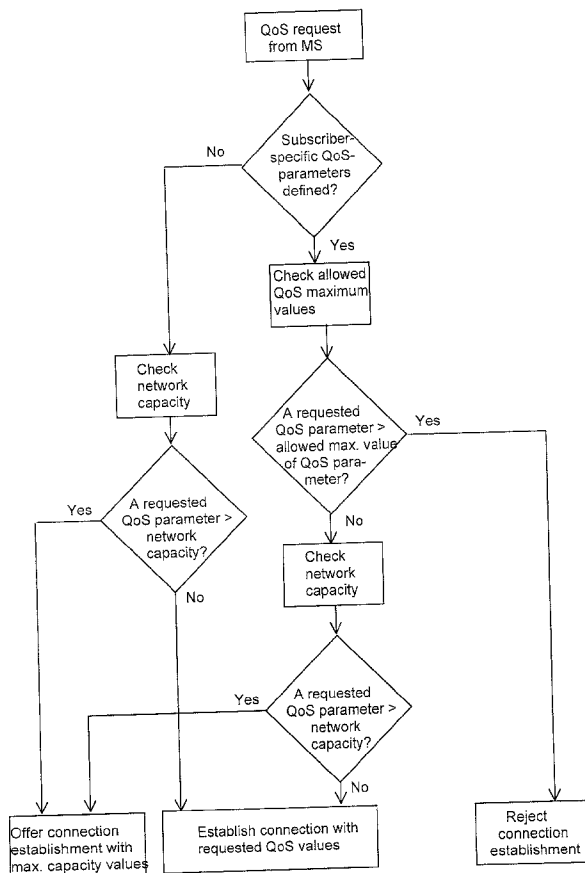 QoS request
from MS
Subscriber-
specific QoS-
parameters
defined?
No
Yes
Check allowed
QoS maximum
values
Check
network
capacity
A requested
QoS parameter >
allowed max. value
of QoS para-
meter?
Yes
No
A requested
QoS parameter >
network
capacity?
Yes
No
Check
network
capacity
A requested
QoS parameter >
network
capacity?
Yes
No
Offer connection
establishment with
max. capacity values
Establish connection with
requested QoS values
Reject
connection
establishment